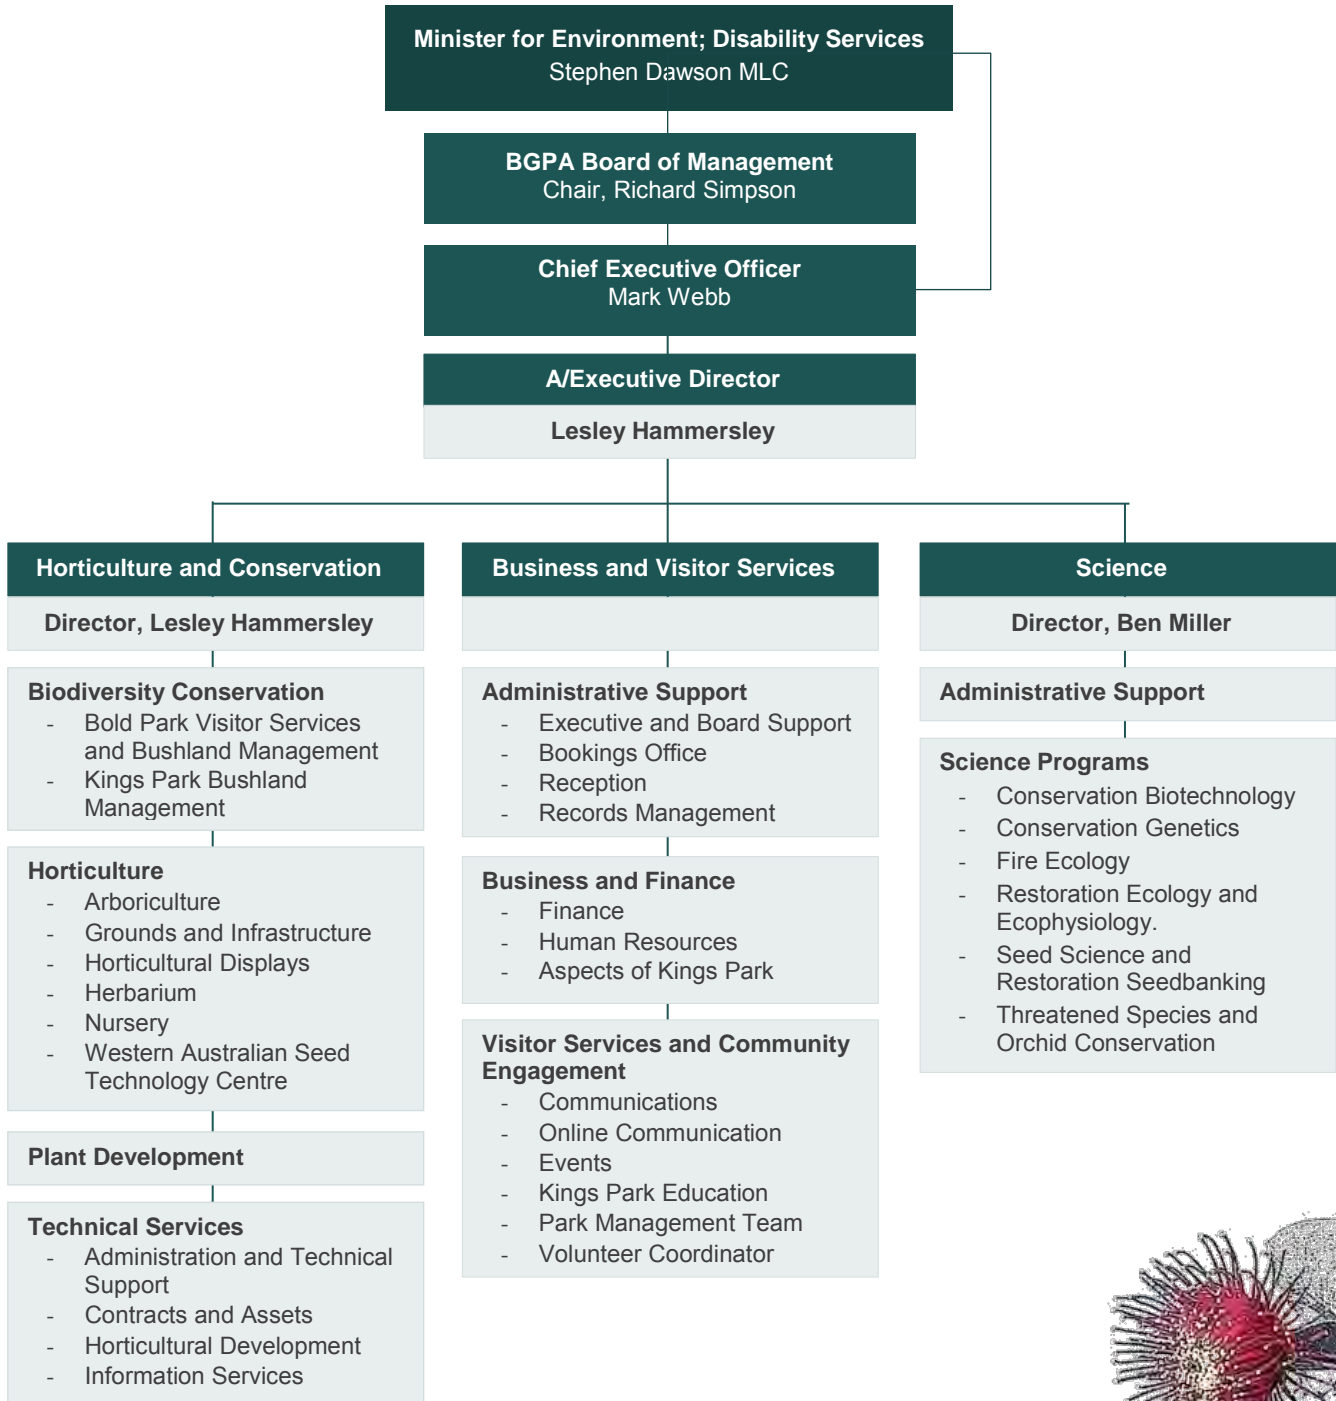 Minister for Environment; Disability Services
Stephen Dawson MLC
BGPA Board of Management
Chair, Richard Simpson
Chief Executive Officer
Mark Webb
A/Executive Director
Lesley Hammersley
Horticulture and Conservation
Director, Lesley Hammersley
Biodiversity Conservation
- Bold Park Visitor Services
and Bushland Management
- Kings Park Bushland
Management
Horticulture
- Arboriculture
- Grounds and Infrastructure
- Horticultural Displays
- Herbarium
- Nursery
- Western Australian Seed
Technology Centre
Plant Development
Technical Services
- Administration and Technical
Support
- Contracts and Assets
- Horticultural Development
- Information Services
Business and Visitor Services
Administrative Support
- Executive and Board Support
- Bookings Office
- Reception
- Records Management
Business and Finance
- Finance
- Human Resources
- Aspects of Kings Park
Visitor Services and Community
Engagement
- Communications
- Online Communication
- Events
- Kings Park Education
- Park Management Team
- Volunteer Coordinator
Science
Director, Ben Miller
Administrative Support
Science Programs
- Conservation Biotechnology
- Conservation Genetics
- Fire Ecology
- Restoration Ecology and
Ecophysiology.
- Seed Science and
Restoration Seedbanking
- Threatened Species and
Orchid Conservation